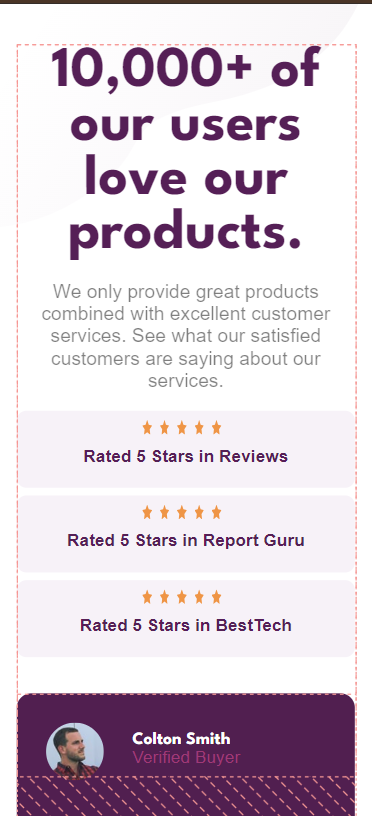 10,000+ of
our users
love our
products.
We only provide great products
combined with excellent customer
services. See what our satisfied
customers are saying about our
services.
Rated 5 Stars in Reviews
Rated 5 Stars in Report Guru
Rated 5 Stars in BestTech
Colton Smith
Verified Buyer